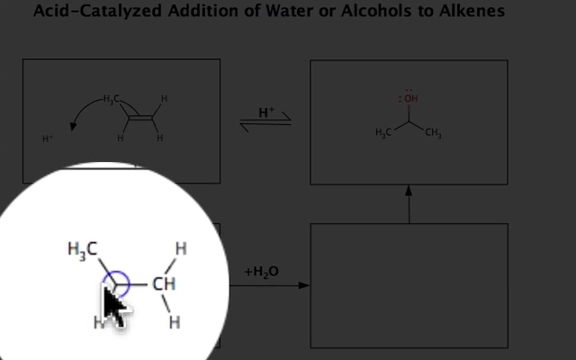 Acid–Catalyzed Addition of Water or Alcohols to Alkenes
H₃C H
H⁺
H H
H⁺
: OH
H₃C CH₃
H₃C H
CH
H H
+H₂O